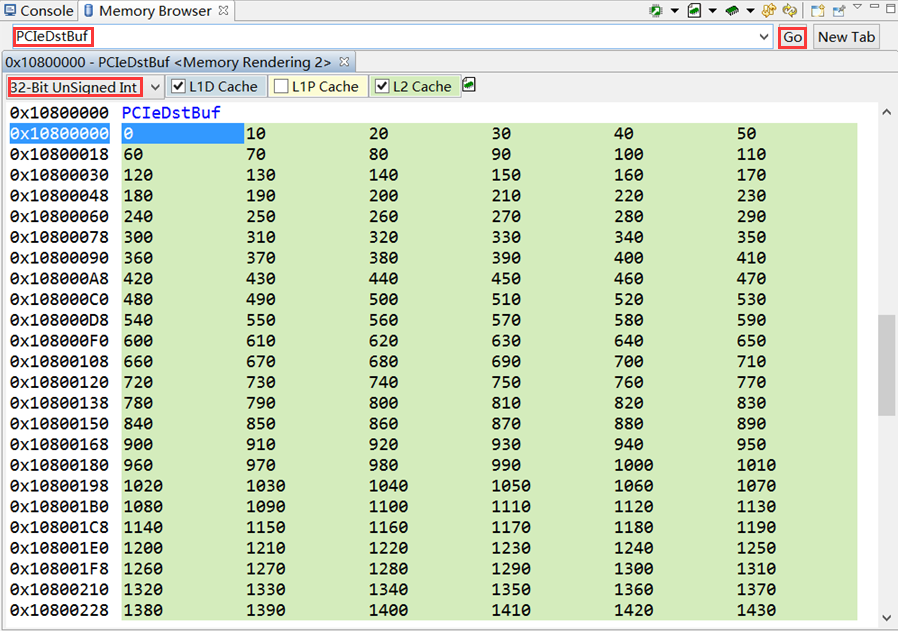 Console Memory Browser
PCIeDstBuf Go New Tab
0x10800000 - PCIeDstBuf <Memory Rendering 2>
32-Bit UnSigned Int L1D Cache L1P Cache L2 Cache
0x10800000 PCIeDstBuf
0x10800000 0 10 20 30 40 50
0x10800018 60 70 80 90 100 110
0x10800030 120 130 140 150 160 170
0x10800048 180 190 200 210 220 230
0x10800060 240 250 260 270 280 290
0x10800078 300 310 320 330 340 350
0x10800090 360 370 380 390 400 410
0x108000A8 420 430 440 450 460 470
0x108000C0 480 490 500 510 520 530
0x108000D8 540 550 560 570 580 590
0x108000F0 600 610 620 630 640 650
0x10800108 660 670 680 690 700 710
0x10800120 720 730 740 750 760 770
0x10800138 780 790 800 810 820 830
0x10800150 840 850 860 870 880 890
0x10800168 900 910 920 930 940 950
0x10800180 960 970 980 990 1000 1010
0x10800198 1020 1030 1040 1050 1060 1070
0x108001B0 1080 1090 1100 1110 1120 1130
0x108001C8 1140 1150 1160 1170 1180 1190
0x108001E0 1200 1210 1220 1230 1240 1250
0x108001F8 1260 1270 1280 1290 1300 1310
0x10800210 1320 1330 1340 1350 1360 1370
0x10800228 1380 1390 1400 1410 1420 1430